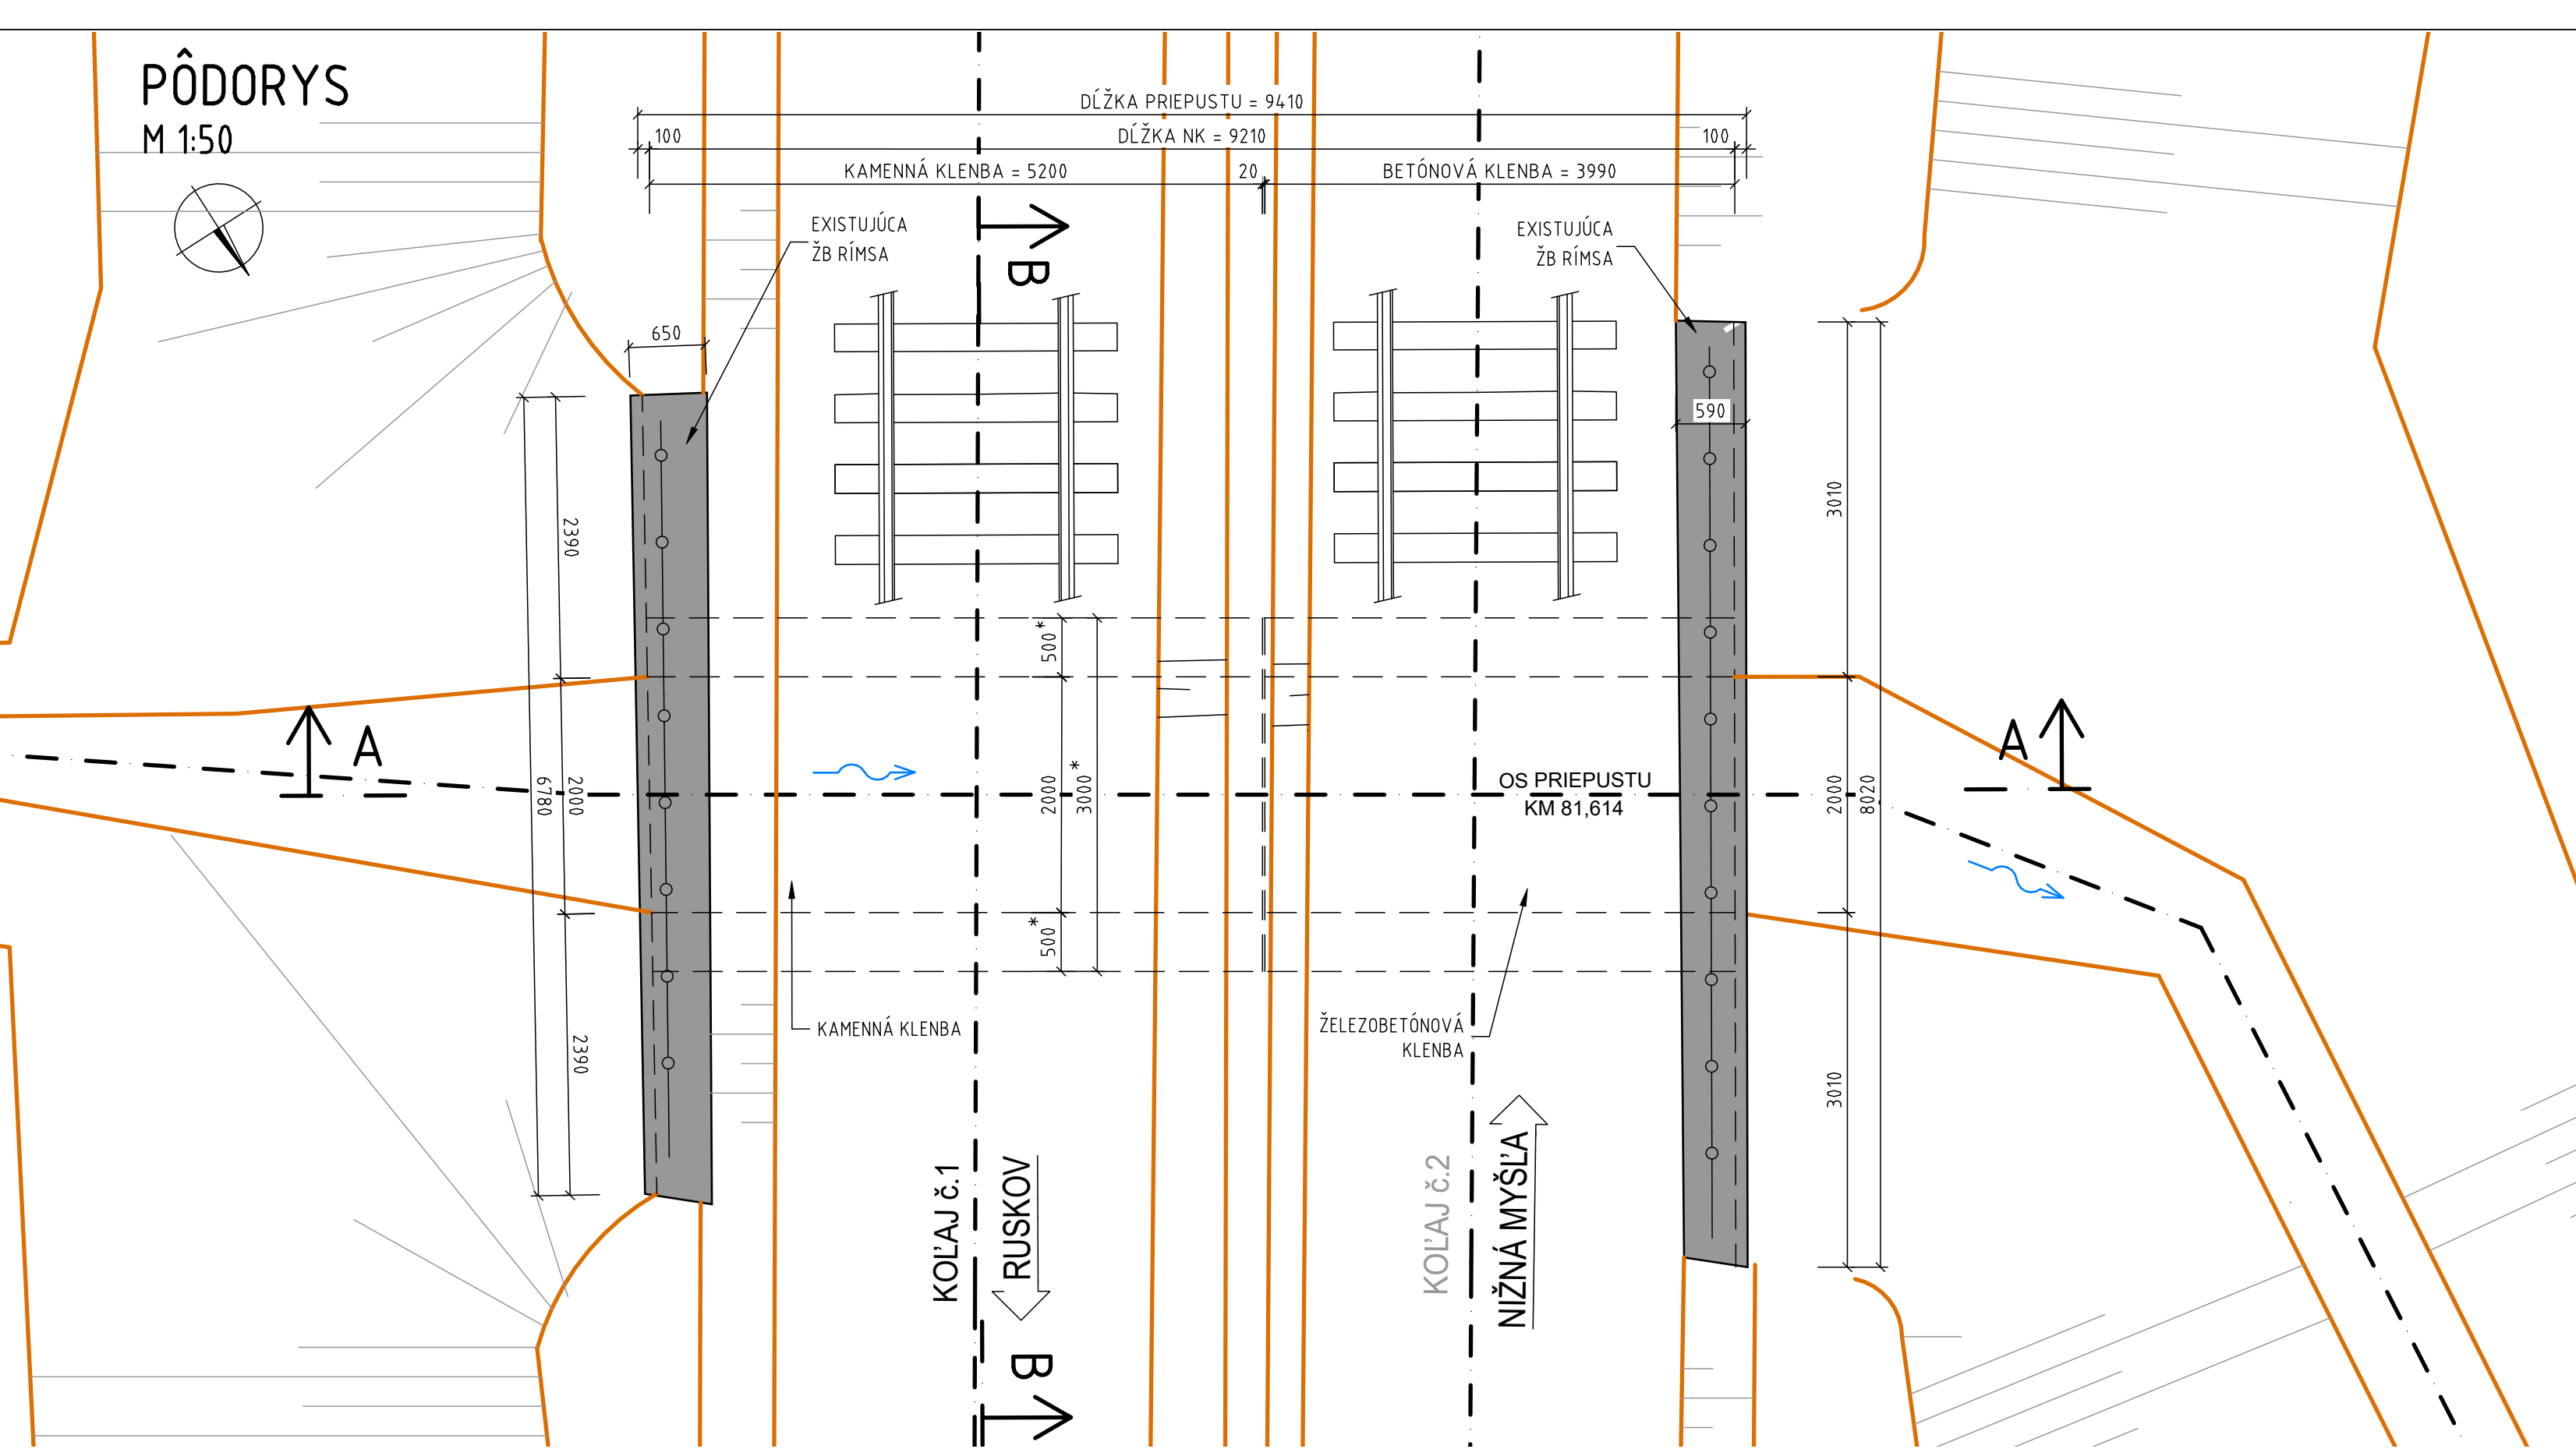 PÔDORYS
M 1:50
DĹŽKA PRIEPUSTU = 9410
100
DĹŽKA NK = 9210
100
KAMENNÁ KLENBA = 5200
20
BETÓNOVÁ KLENBA = 3990
EXISTUJÚCA
ŽB RÍMSA
EXISTUJÚCA
ŽB RÍMSA
B
650
590
2390
3010
500*
A
A
6780
2000
2000
3000*
OS PRIEPUSTU
KM 81,614
2000
8020
500*
KAMENNÁ KLENBA
ŽELEZOBETÓNOVÁ
KLENBA
2390
3010
KOĽAJ č.1
RUSKOV
KOĽAJ č.2
NIŽNÁ MYŠĽA
B